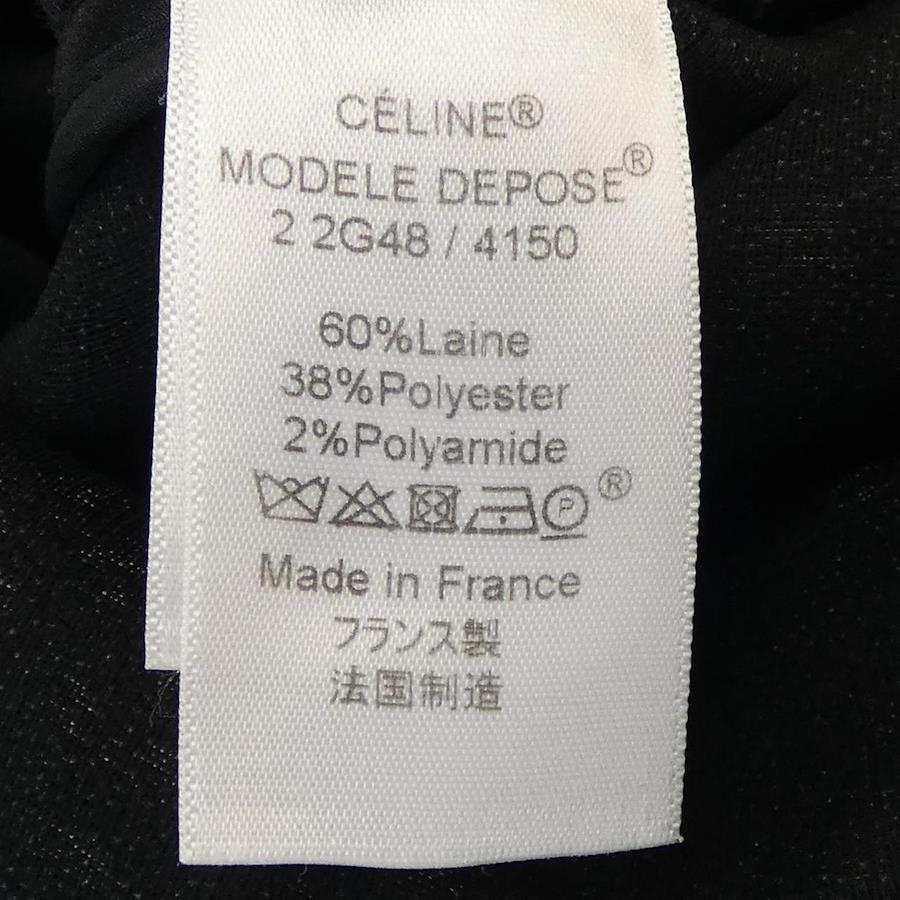 CÉLINE®
MODELE DEPOSE®
2 2G48 / 4150
60%Laine
38%Polyester
2%Polyamide
P ®
Made in France
フランス製
法国制造